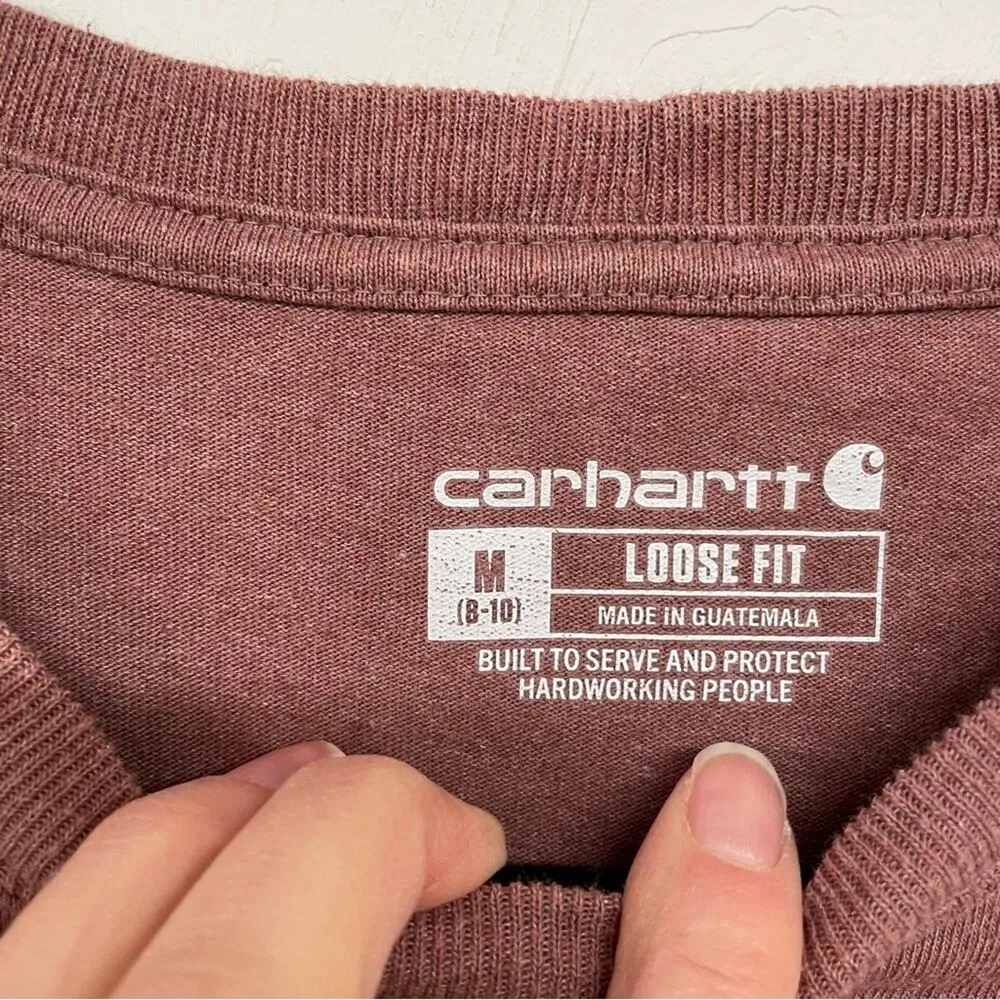 carhartt
M
(8-10)
LOOSE FIT
MADE IN GUATEMALA
BUILT TO SERVE AND PROTECT
HARDWORKING PEOPLE